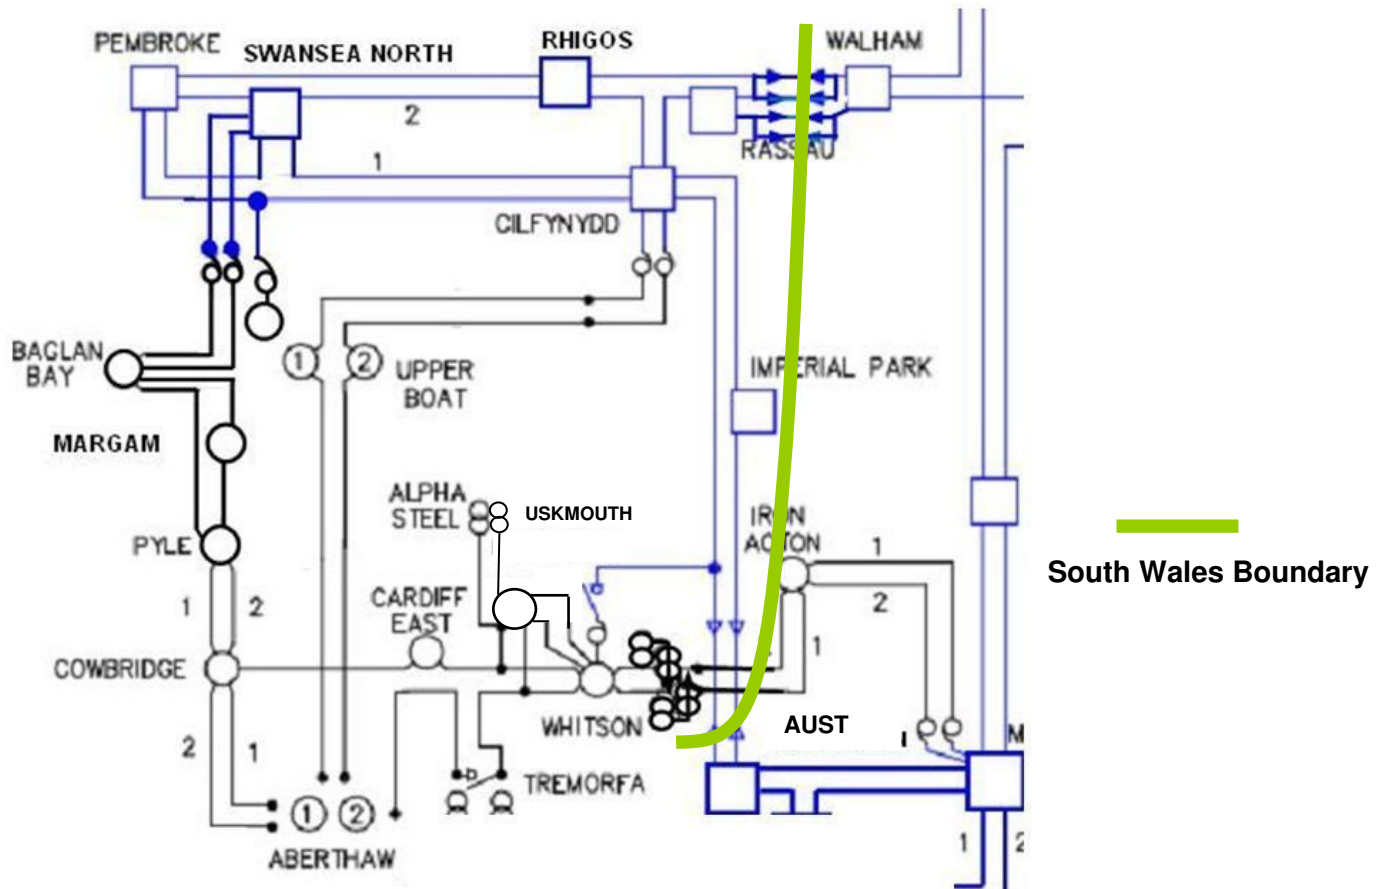 PEMBROKE
SWANSEA NORTH
RHIGOS
WALHAM
2
1
RASSAU
CILFYNYDD
BAGLAN
BAY
1
2
UPPER
BOAT
IMPERIAL PARK
MARGAM
ALPHA
STEEL
USKMOUTH
IRON
ACTON
1
2
PYLE
South Wales Boundary
1
2
CARDIFF
EAST
1
COWBRIDGE
WHITSON
AUST
2
1
M
TREMORFA
1
2
ABERTHAW
1
2